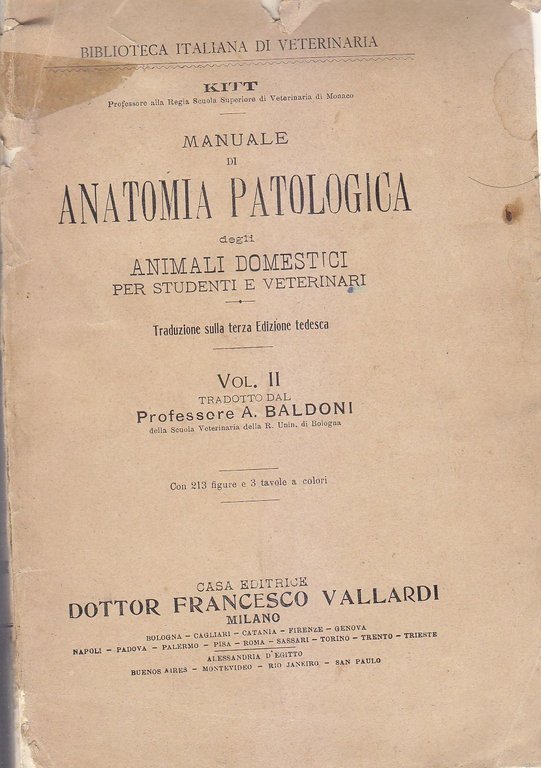 BIBLIOTECA ITALIANA DI VETERINARIA
KITT
Professore alla Regia Scuola Superiore di Veterinaria di Monaco
MANUALE
DI
ANATOMIA PATOLOGICA
degli
ANIMALI DOMESTICI
PER STUDENTI E VETERINARI
Traduzione sulla terza Edizione tedesca
VOL. II
TRADOTTO DAL
Professore A. BALDONI
della Scuola Veterinaria della R. Unin. di Bologna
Con 213 figure e 3 tavole a colori
CASA EDITRICE
DOTTOR FRANCESCO VALLARDI
MILANO
BOLOGNA – CAGLIARI – CATANIA – FIRENZE – GENOVA
NAPOLI – PADOVA – PALERMO – PISA – ROMA – SASSARI – TORINO – TRENTO – TRIESTE
ALESSANDRIA D'EGITTO
BUENOS AIRES – MONTEVIDEO – RIO JANEIRO – SAN PAULO